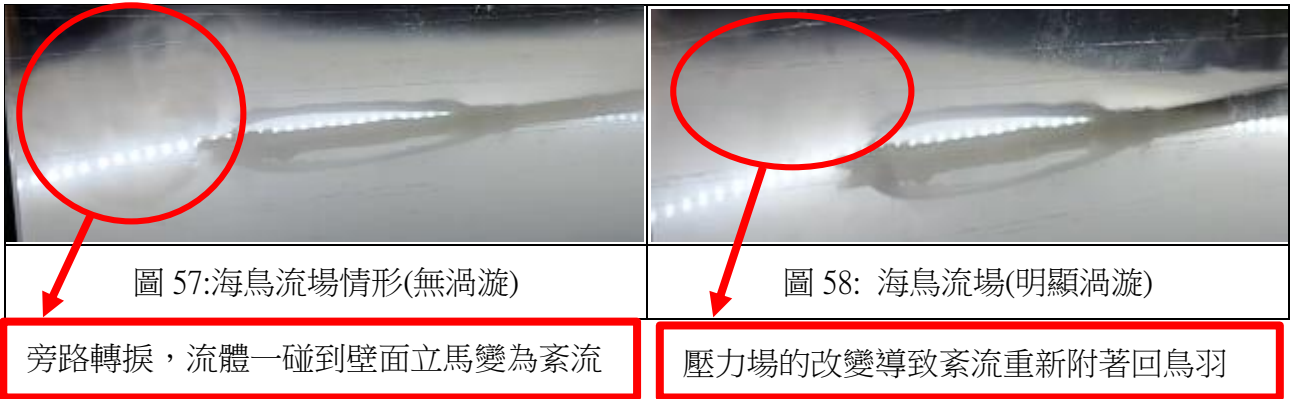 圖 57:海鳥流場情形(無渦漩)
圖 58: 海鳥流場(明顯渦漩)
旁路轉捩，流體一碰到壁面立馬變為紊流
壓力場的改變導致紊流重新附著回鳥羽